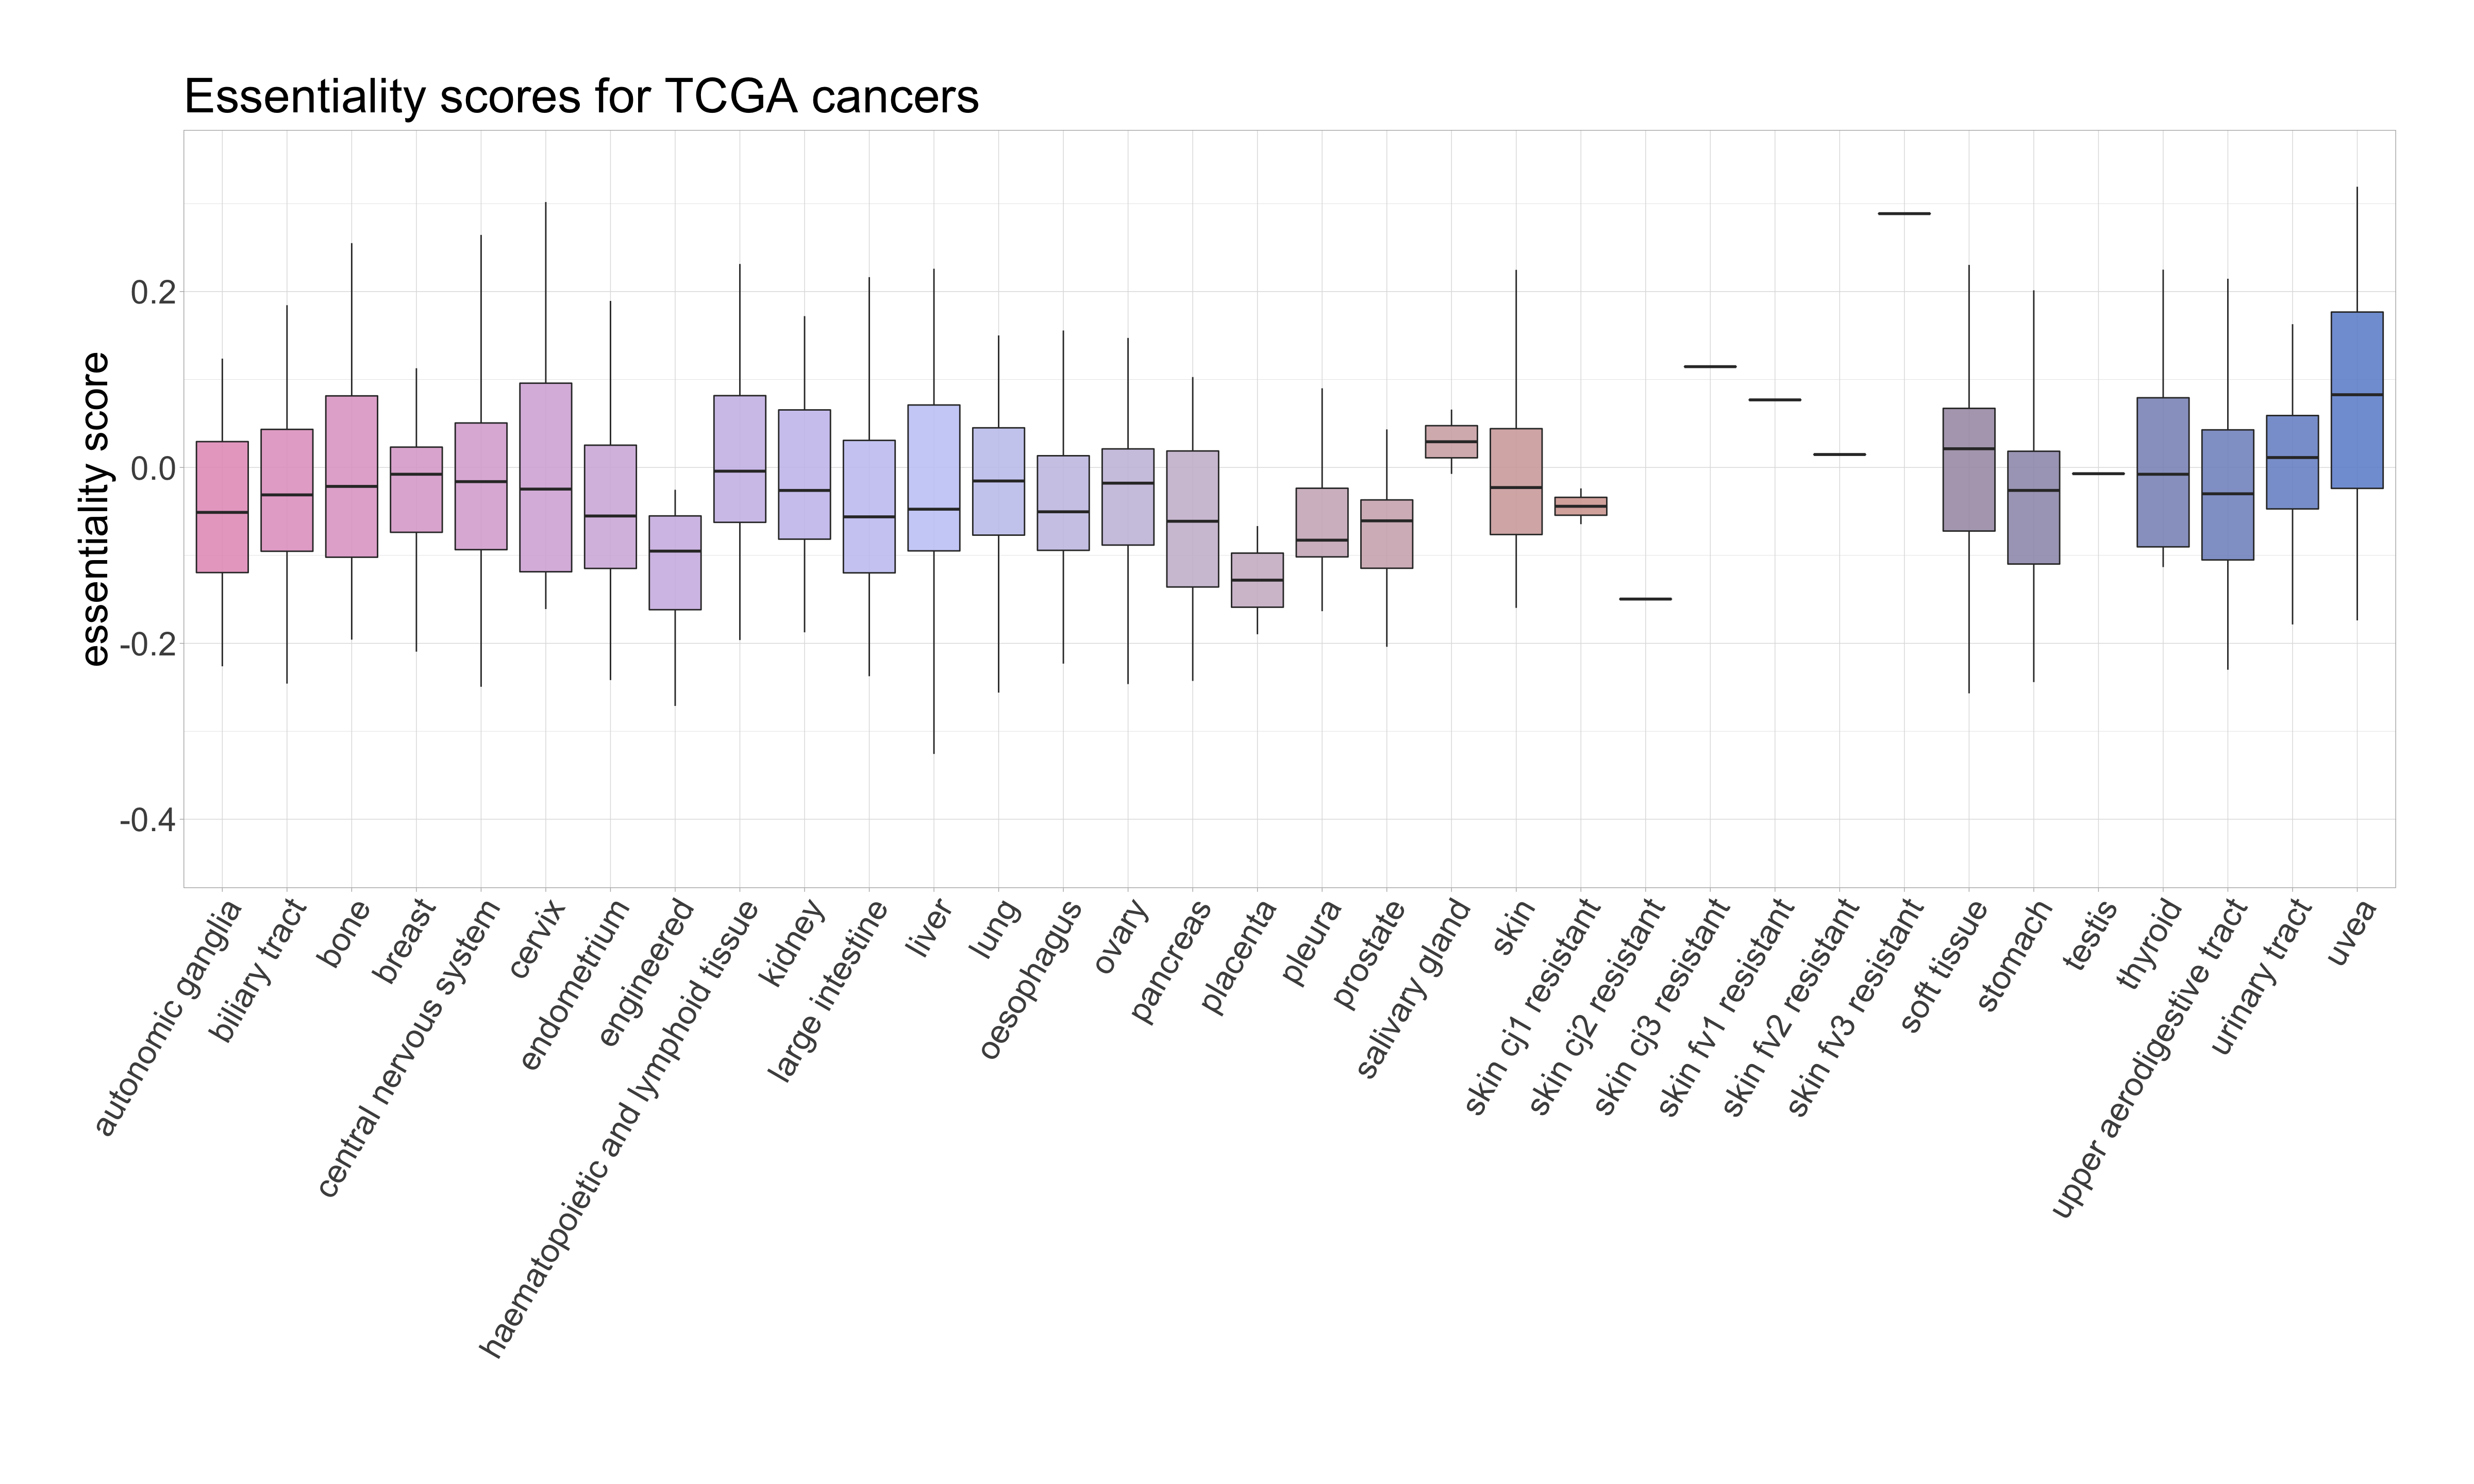 Essentiality scores for TCGA cancers
essentiality score
0.2
0.0
-0.2
-0.4
autonomic ganglia
biliary tract
bone
breast
central nervous system
cervix
endometrium
engineered
haematopoietic and lymphoid tissue
kidney
large intestine
liver
lung
oesophagus
ovary
pancreas
placenta
pleura
prostate
salivary gland
skin
skin cj1 resistant
skin cj2 resistant
skin cj3 resistant
skin fv1 resistant
skin fv2 resistant
skin fv3 resistant
soft tissue
stomach
testis
thyroid
upper aerodigestive tract
urinary tract
uvea